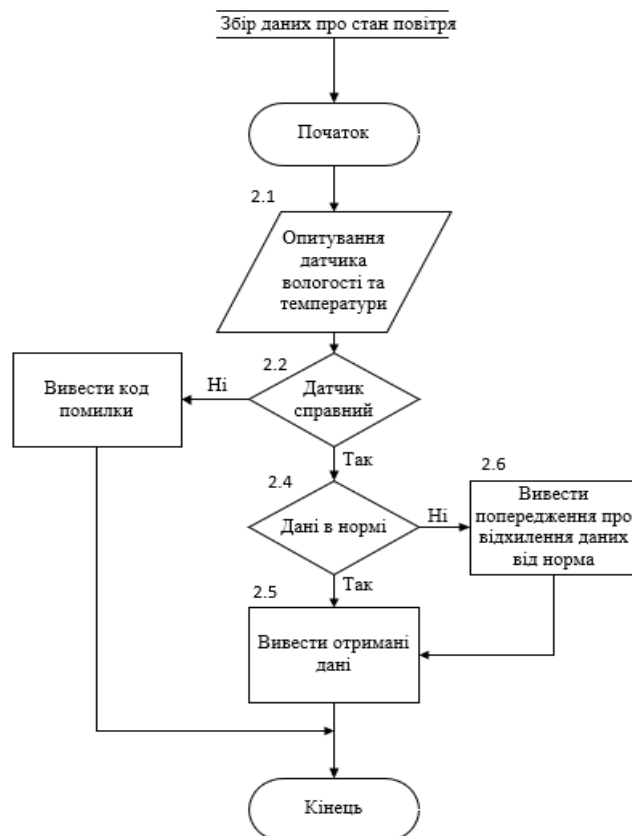 Збір даних про стан повітря
Початок
2.1
Опитування
датчика
вологості та
температури
2.2
Датчик
справний
Ні
Вивести код
помилки
Так
2.4
Дані в нормі
Ні
2.6
Вивести
попередження про
відхилення даних
від норма
Так
2.5
Вивести отримані
дані
Кінець